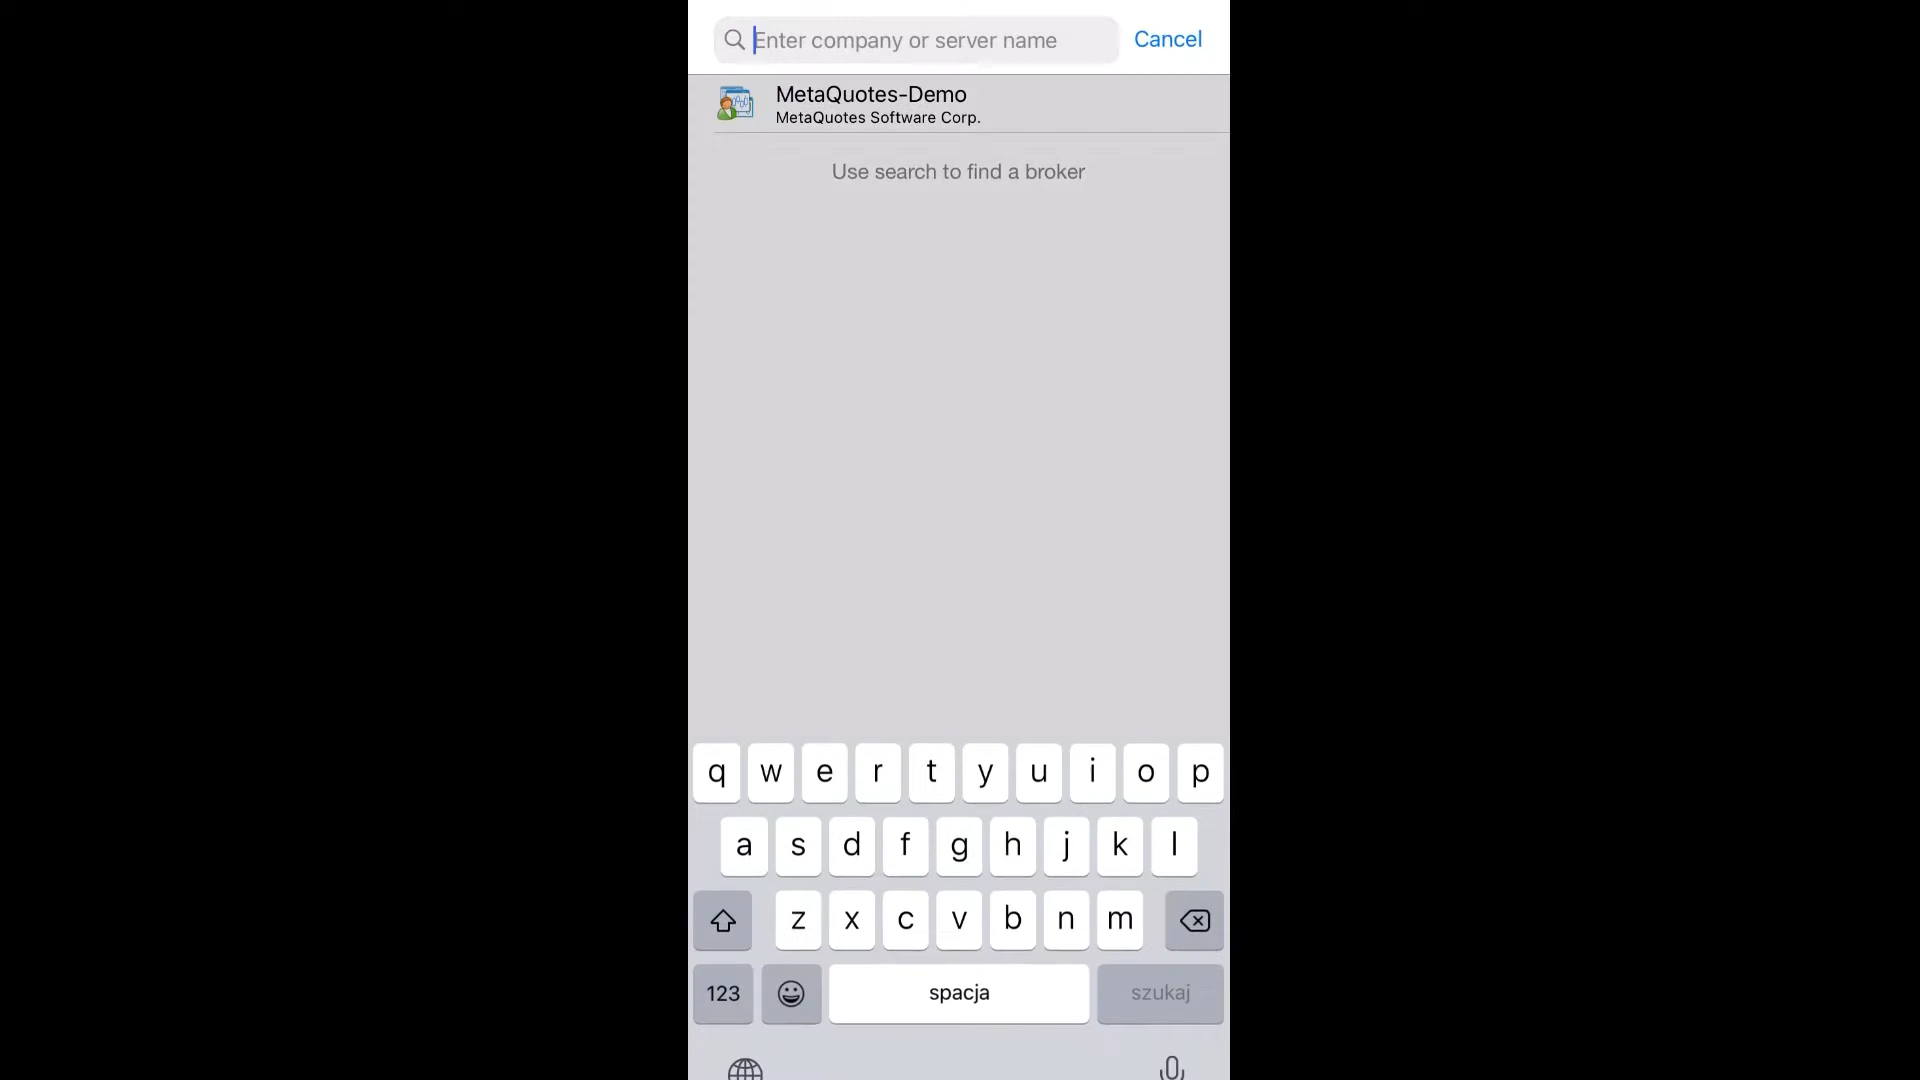 Enter company or server name Cancel
MetaQuotes-Demo
MetaQuotes Software Corp.
Use search to find a broker
q w e r t y u i o p
a s d f g h j k l
z x c v b n m
123 spacja szukaj